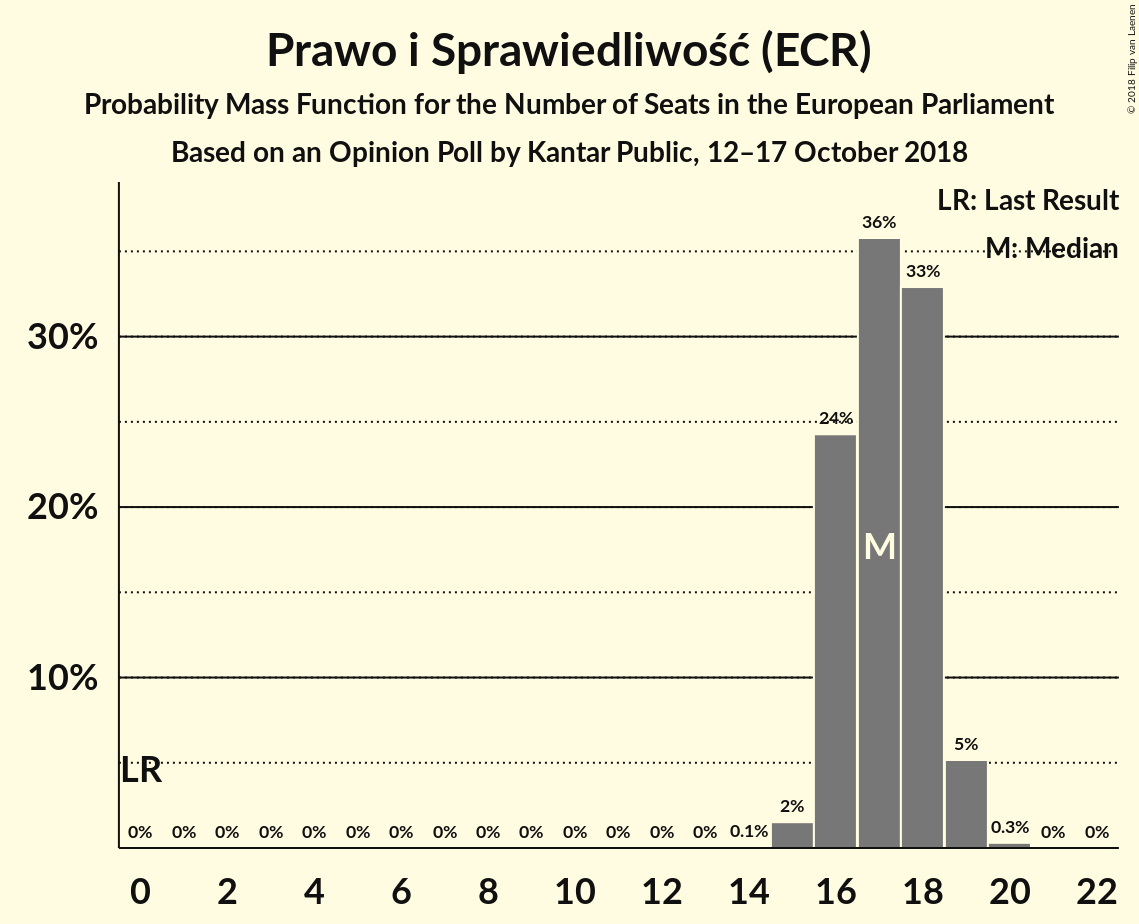 Prawo i Sprawiedliwość (ECR)
Probability Mass Function for the Number of Seats in the European Parliament
Based on an Opinion Poll by Kantar Public, 12–17 October 2018
© 2018 Filip van Laenen
LR: Last Result
M: Median
36%
33%
30%
24%
20%
M
10%
LR
5%
2%
0% 0% 0% 0% 0% 0% 0% 0% 0% 0% 0% 0% 0% 0% 0.1% 0.3% 0% 0%
0 2 4 6 8 10 12 14 16 18 20 22